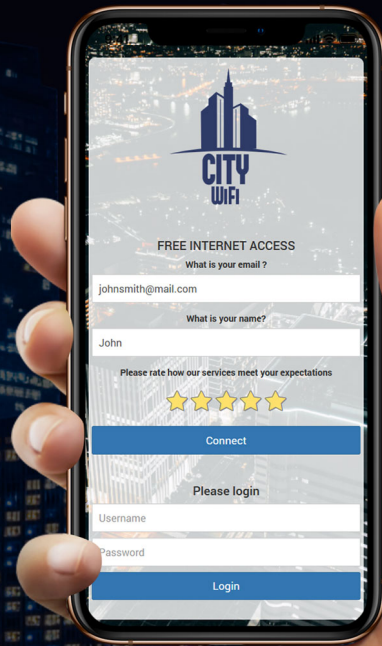 CITY
WiFi
FREE INTERNET ACCESS
What is your email ?
johnsmith@mail.com
What is your name?
John
Please rate how our services meet your expectations
Connect
Please login
Username
Password
Login